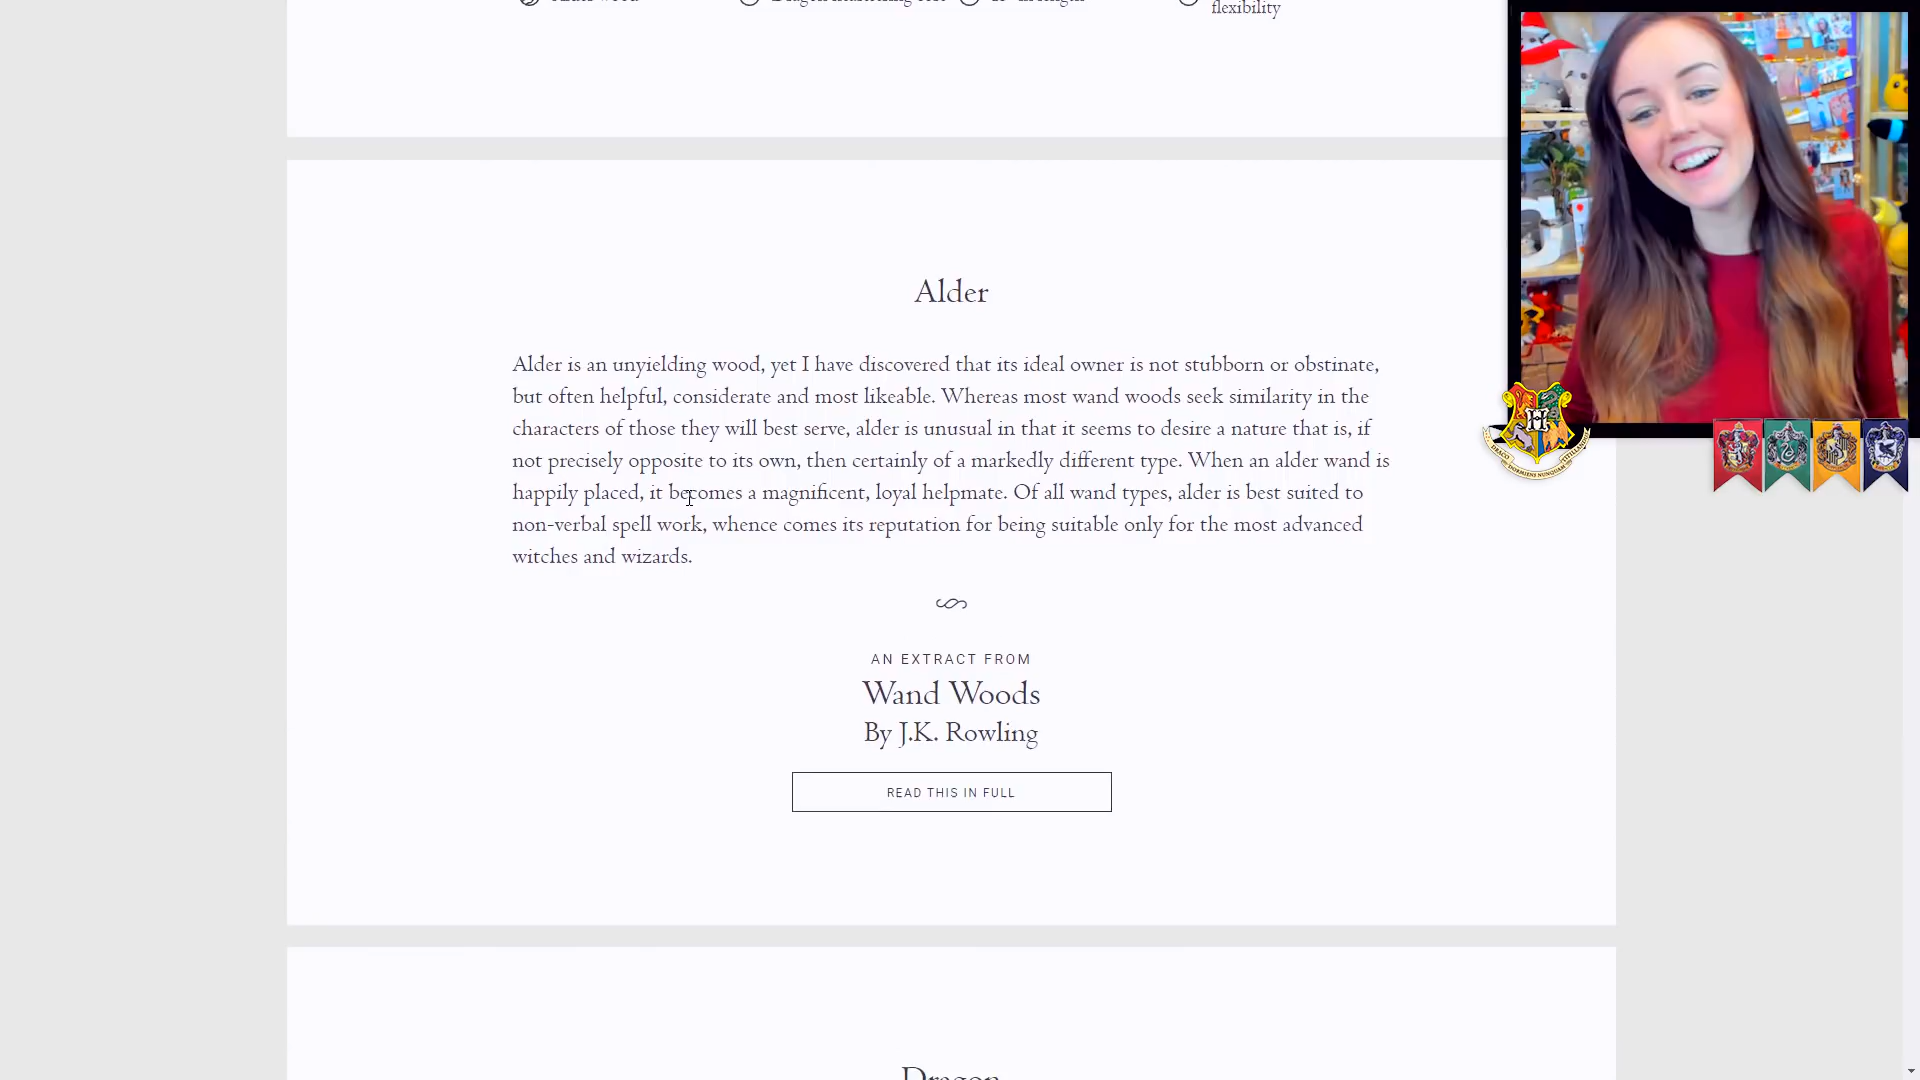 flexibility
Alder
Alder is an unyielding wood, yet I have discovered that its ideal owner is not stubborn or obstinate,
but often helpful, considerate and most likeable. Whereas most wand woods seek similarity in the
characters of those they will best serve, alder is unusual in that it seems to desire a nature that is, if
not precisely opposite to its own, then certainly of a markedly different type. When an alder wand is
happily placed, it becomes a magnificent, loyal helpmate. Of all wand types, alder is best suited to
non-verbal spell work, whence comes its reputation for being suitable only for the most advanced
witches and wizards.
AN EXTRACT FROM
Wand Woods
By J.K. Rowling
READ THIS IN FULL
Dragon